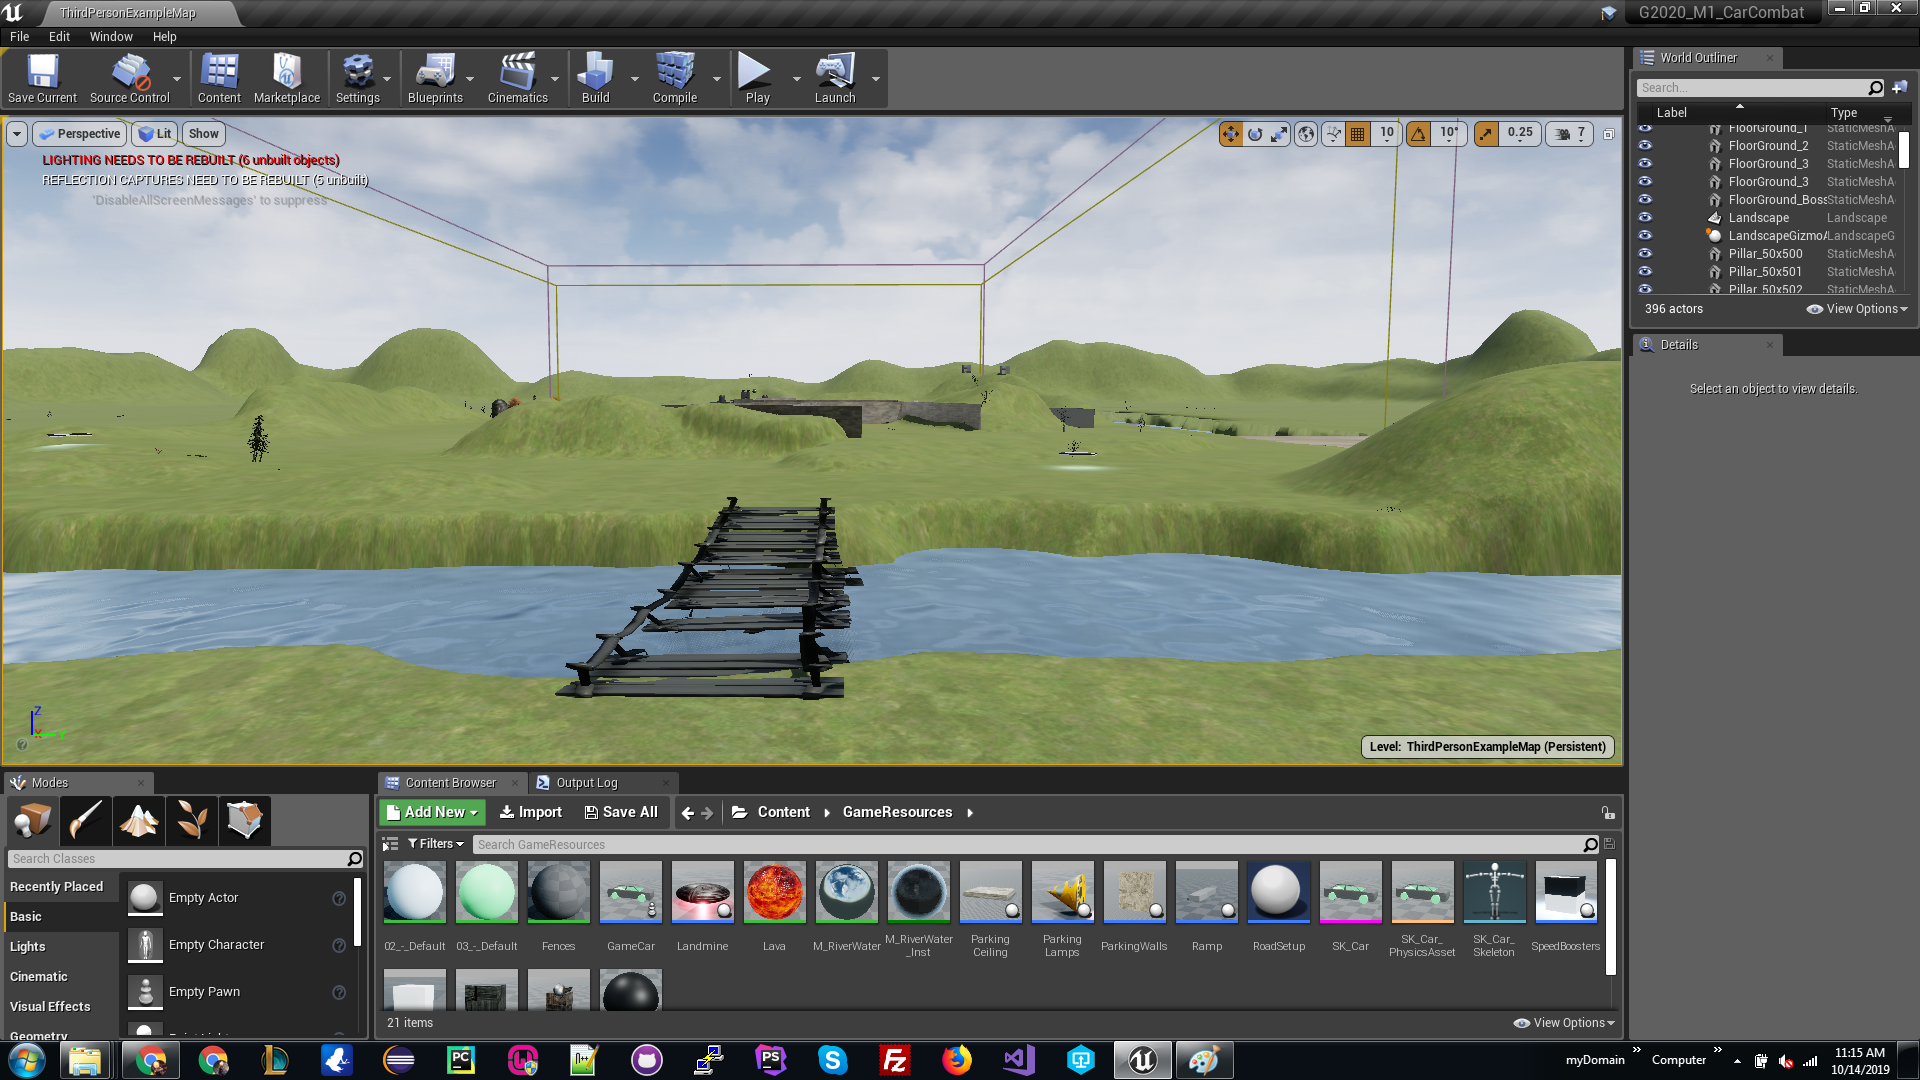 ThirdPersonExampleMap
G2020_M1_CarCombat
File Edit Window Help
Save Current Source Control Content Marketplace Settings Blueprints Cinematics Build Compile Play Launch
Perspective Lit Show
10 10° 0.25 7
LIGHTING NEEDS TO BE REBUILT (6 unbuilt objects)
REFLECTION CAPTURES NEED TO BE REBUILT (5 unbuilt)
'DisableAllScreenMessages' to suppress
Z
Y
Level: ThirdPersonExampleMap (Persistent)
World Outliner
Search...
Label Type
FloorGround_1 StaticMeshA
FloorGround_2 StaticMeshA
FloorGround_3 StaticMeshA
FloorGround_3 StaticMeshA
FloorGround_Boss StaticMeshA
Landscape Landscape
LandscapeGizmoA LandscapeG
Pillar_50x500 StaticMeshA
Pillar_50x501 StaticMeshA
Pillar_50x502 StaticMeshA
396 actors View Options
Details
Select an object to view details.
Modes
Search Classes
Recently Placed
Basic
Lights
Cinematic
Visual Effects
Geometry
Empty Actor
Empty Character
Empty Pawn
Content Browser Output Log
Add New Import Save All Content GameResources
Filters Search GameResources
02_-_Default 03_-_Default Fences GameCar Landmine Lava M_RiverWater M_RiverWater_Inst Parking Ceiling Parking Lamps ParkingWalls Ramp RoadSetup SK_Car SK_Car_PhysicsAsset SK_Car_Skeleton SpeedBoosters
21 items View Options
myDomain » Computer »
11:15 AM
10/14/2019